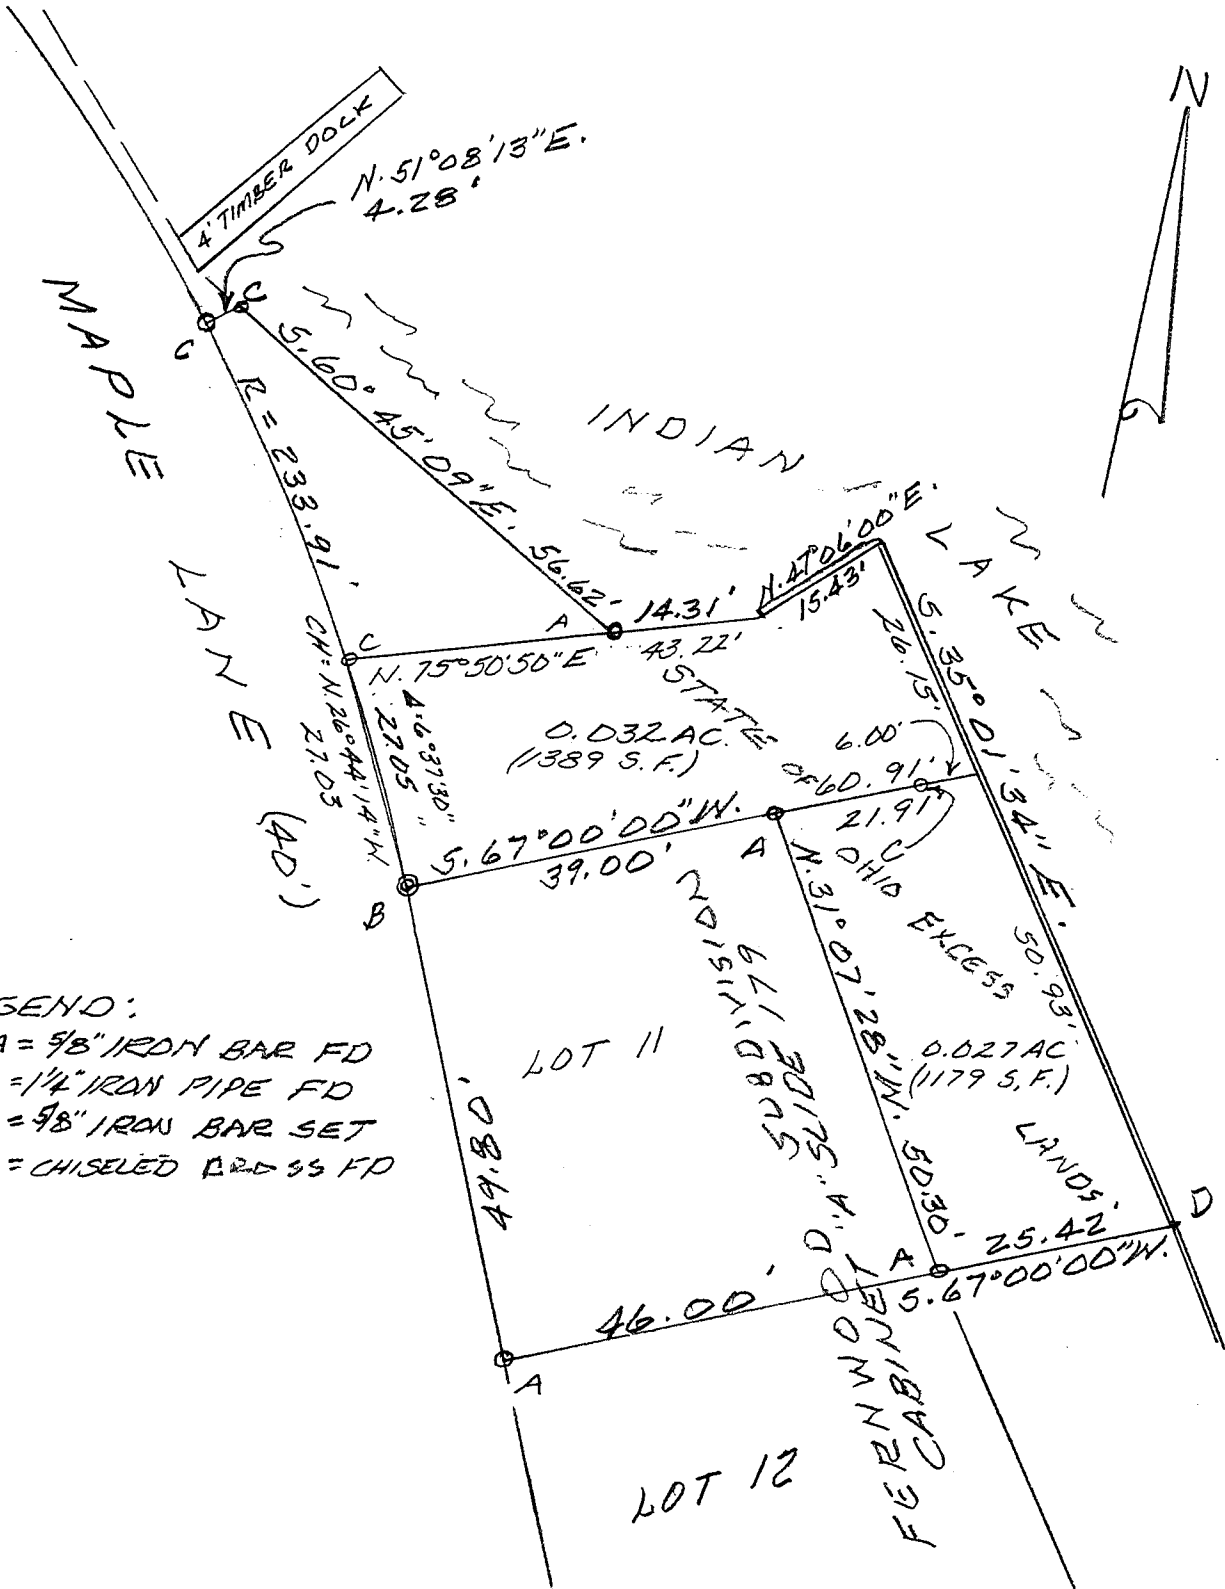 N
4' TIMBER DOCK
N. 51°08'13"E.
4.28'
C
C
MAPLE LANE (40')
R = 233.91'
S. 60° 45' 09" E. 56.62'
INDIAN LAKE
N. 47°06'00"E.
15.43'
A
14.31'
43.22'
C
N. 75°50'50"E
CH= N.26°44'14"W.
27.03
27.05
Δ=6°37'30"
0.032 AC.
(1389 S.F.)
STATE OF OHIO EXCESS LANDS
S. 35°01'34" E.
26.15'
6.00'
60.91'
21.91'
C
S. 67°00'00"W.
39.00'
A
B
N. 31°07'28"W. 50.30'
50.93'
0.027 AC
(1179 S.F.)
LOT 11
49.80'
FERNWOOD SUBDIVISION
CABINET "A" SLIDE 179
GEND:
A = 5/8" IRON BAR FD
= 1 1/4" IRON PIPE FD
= 5/8" IRON BAR SET
= CHISELED CROSS FD
46.00'
A
A
25.42'
S. 67°00'00"W.
D
LOT 12